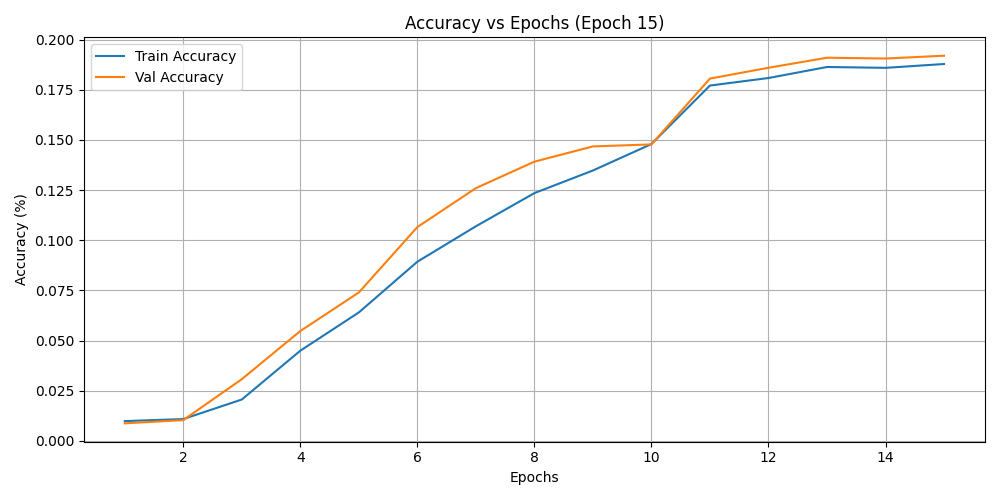 Accuracy vs Epochs (Epoch 15)
Train Accuracy
Val Accuracy
Accuracy (%)
0.200
0.175
0.150
0.125
0.100
0.075
0.050
0.025
0.000
2 4 6 8 10 12 14
Epochs